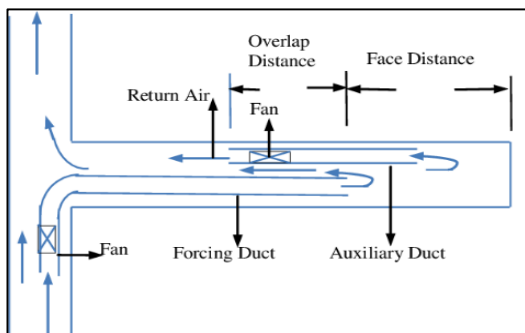 Overlap
Distance
Face Distance
Return Air
Fan
Fan
Forcing Duct
Auxiliary Duct